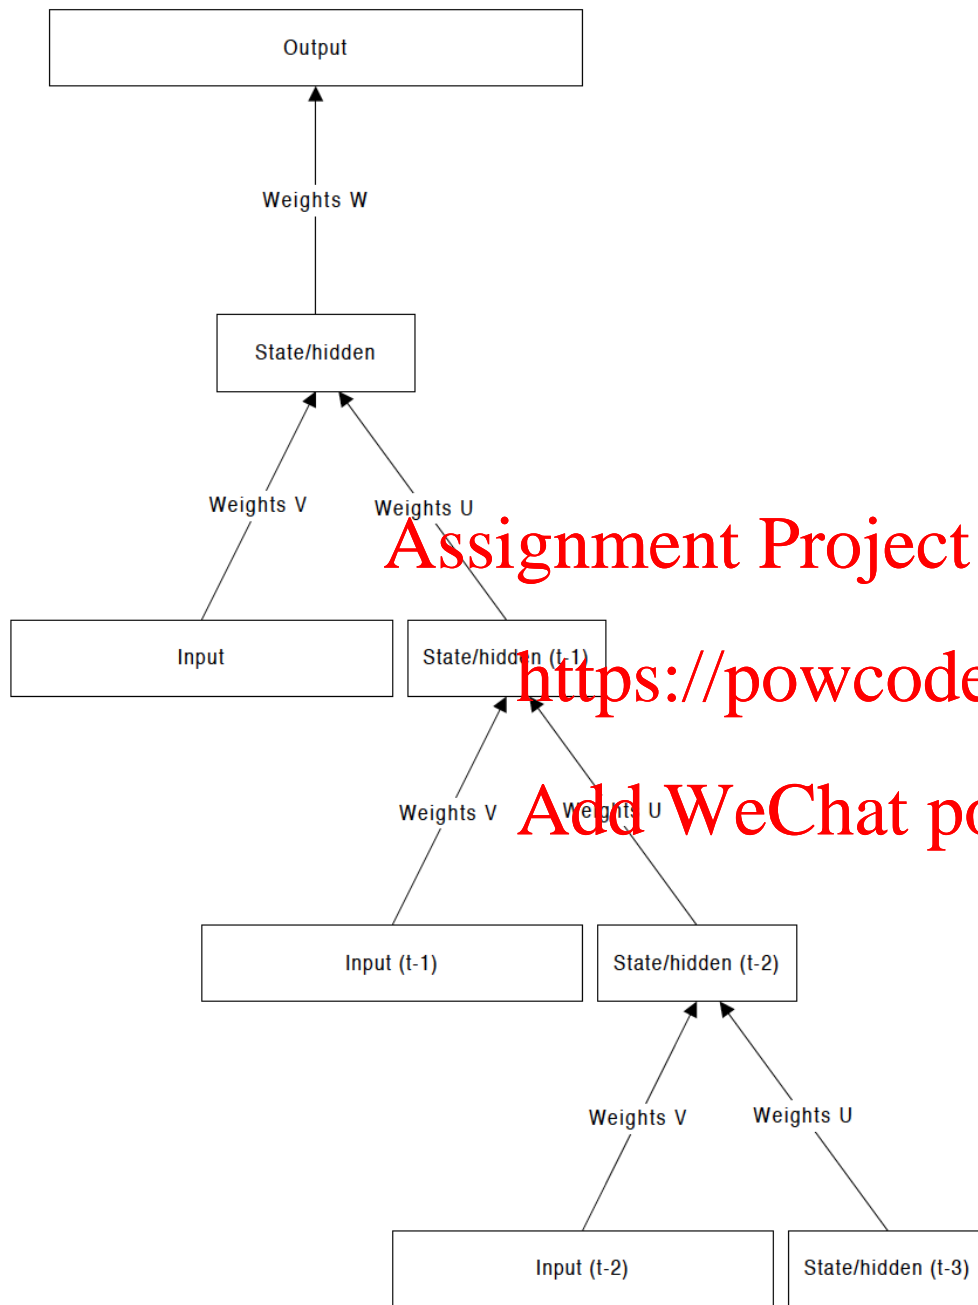 Output
Weights W
State/hidden
Weights V
Weights U
Assignment Project
Input
State/hidden (t-1)
https://powcode
Weights V
Weights U
Add WeChat po
Input (t-1)
State/hidden (t-2)
Weights V
Weights U
Input (t-2)
State/hidden (t-3)